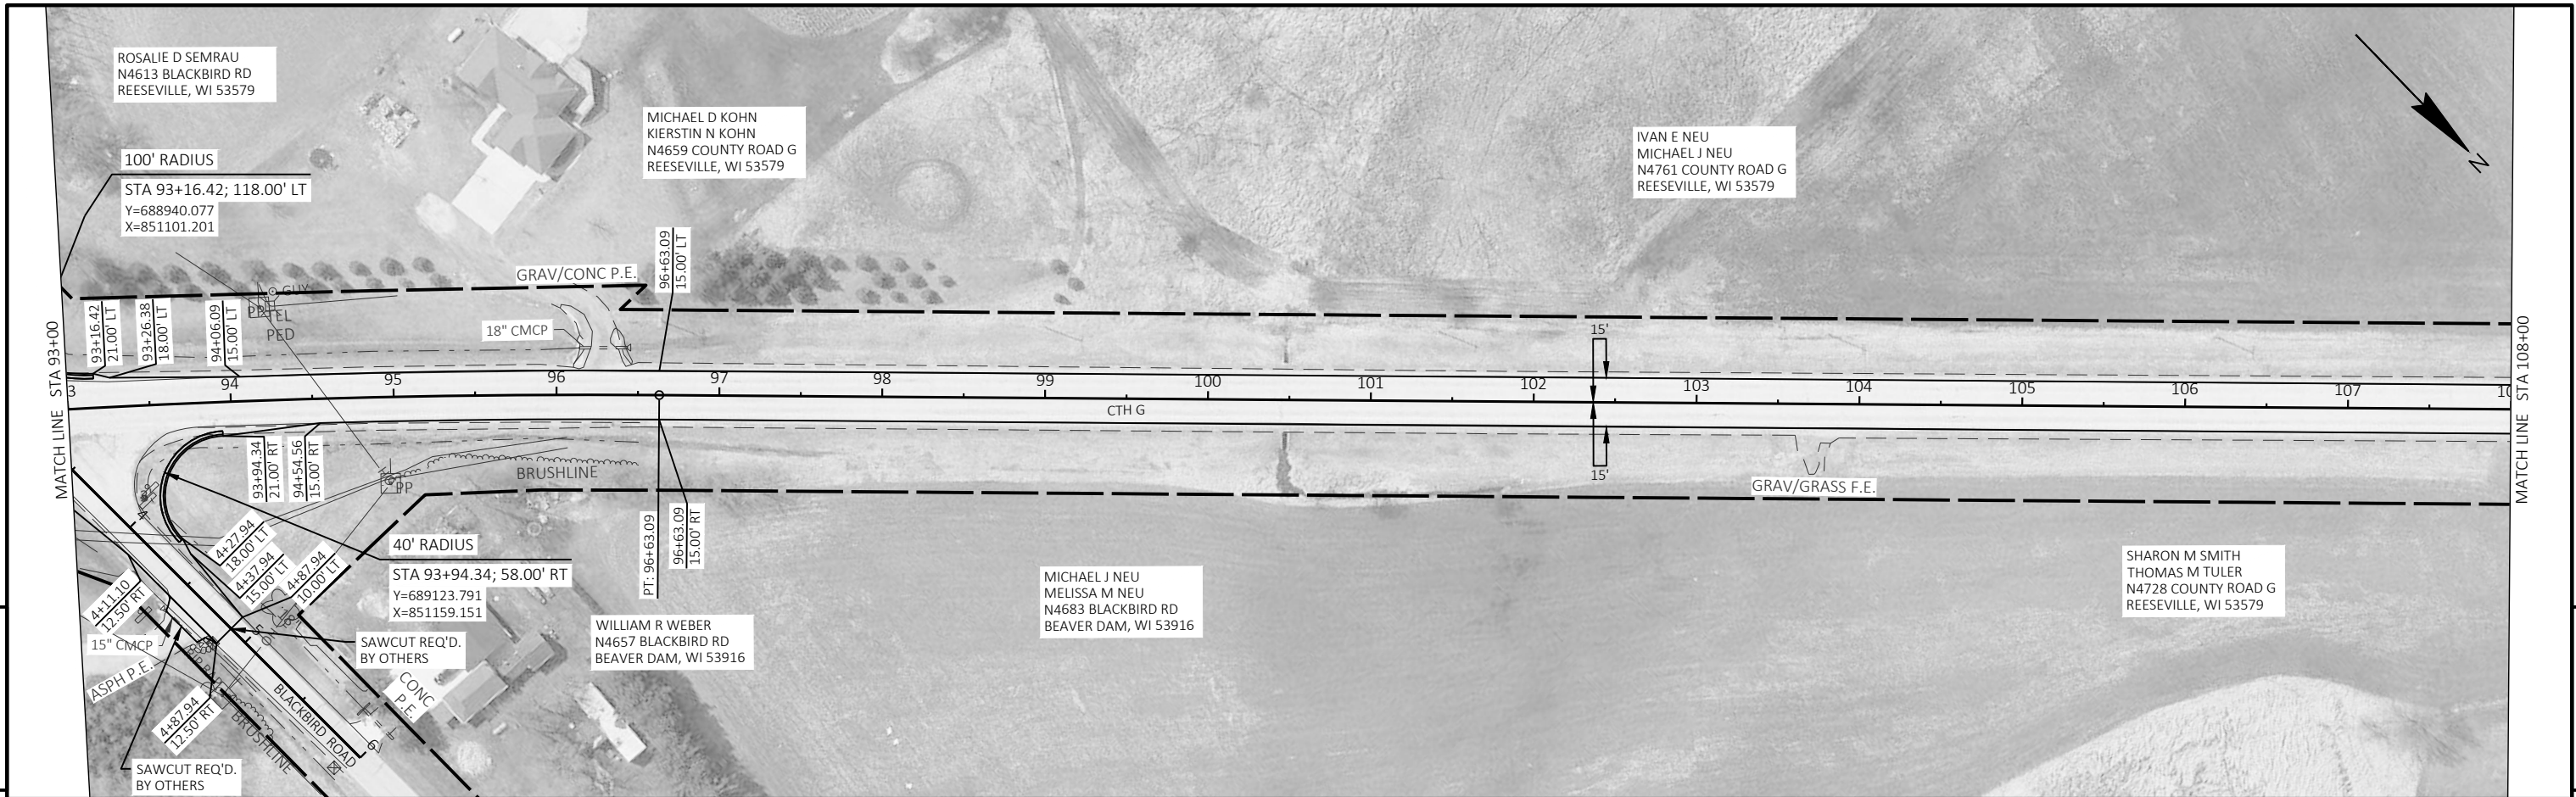 ROSALIE D SEMRAU
N4613 BLACKBIRD RD
REESEVILLE, WI 53579
100' RADIUS
STA 93+16.42; 118.00' LT
Y=688940.077
X=851101.201
MICHAEL D KOHN
KIERSTIN N KOHN
N4659 COUNTY ROAD G
REESEVILLE, WI 53579
IVAN E NEU
MICHAEL J NEU
N4761 COUNTY ROAD G
REESEVILLE, WI 53579
N
GRAV/CONC P.E.
96+63.09
15.00' LT
GUY
PP
TEL
PED
93+16.42
21.00' LT
93+26.38
18.00' LT
94+06.09
15.00' LT
18" CMCP
15'
MATCH LINE STA 93+00
MATCH LINE STA 108+00
94
95
96
97
98
99
100
101
102
103
104
105
106
107
CTH G
93+94.34
21.00' RT
94+54.56
15.00' RT
BRUSHLINE
PP
15'
GRAV/GRASS F.E.
PT: 96+63.09
96+63.09
15.00' RT
4
4+27.94
18.00' LT
4+37.94
15.00' LT
4+87.94
10.00' LT
40' RADIUS
STA 93+94.34; 58.00' RT
Y=689123.791
X=851159.151
4+11.10
12.50' RT
15" CMCP
ASPH P.E.
5
SAWCUT REQ'D.
BY OTHERS
WILLIAM R WEBER
N4657 BLACKBIRD RD
BEAVER DAM, WI 53916
MICHAEL J NEU
MELISSA M NEU
N4683 BLACKBIRD RD
BEAVER DAM, WI 53916
SHARON M SMITH
THOMAS M TULER
N4728 COUNTY ROAD G
REESEVILLE, WI 53579
CONC
P.E.
BLACKBIRD ROAD
6
4+87.94
12.50' RT
BRUSHLINE
SAWCUT REQ'D.
BY OTHERS